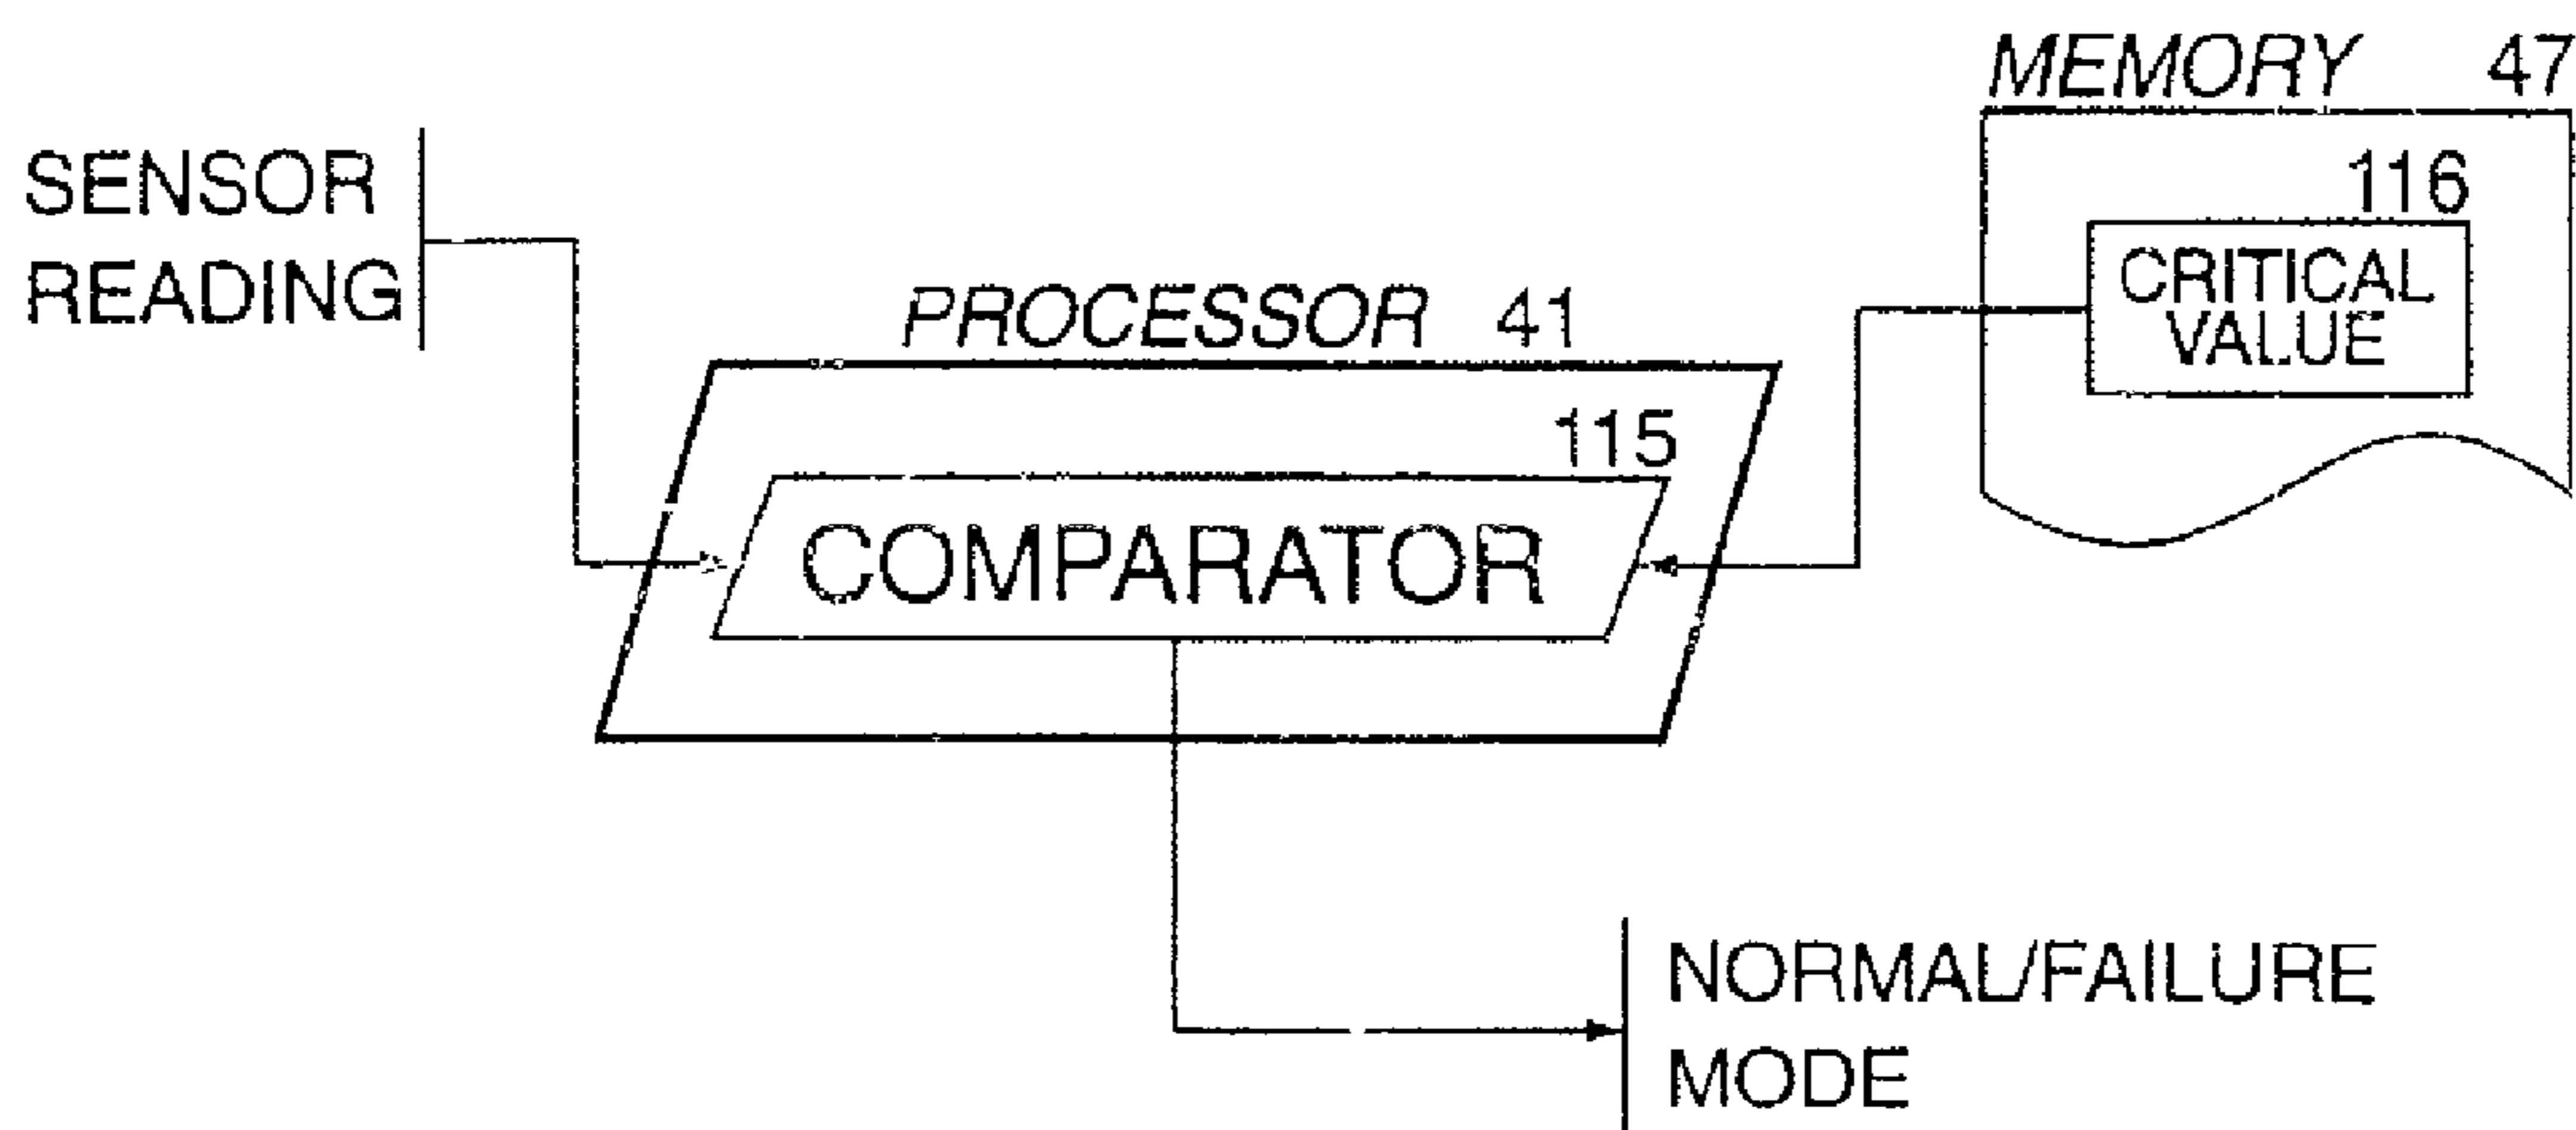 MEMORY 47
SENSOR
READING
116
CRITICAL
VALUE
PROCESSOR 41
115
COMPARATOR
NORMAL/FAILURE
MODE